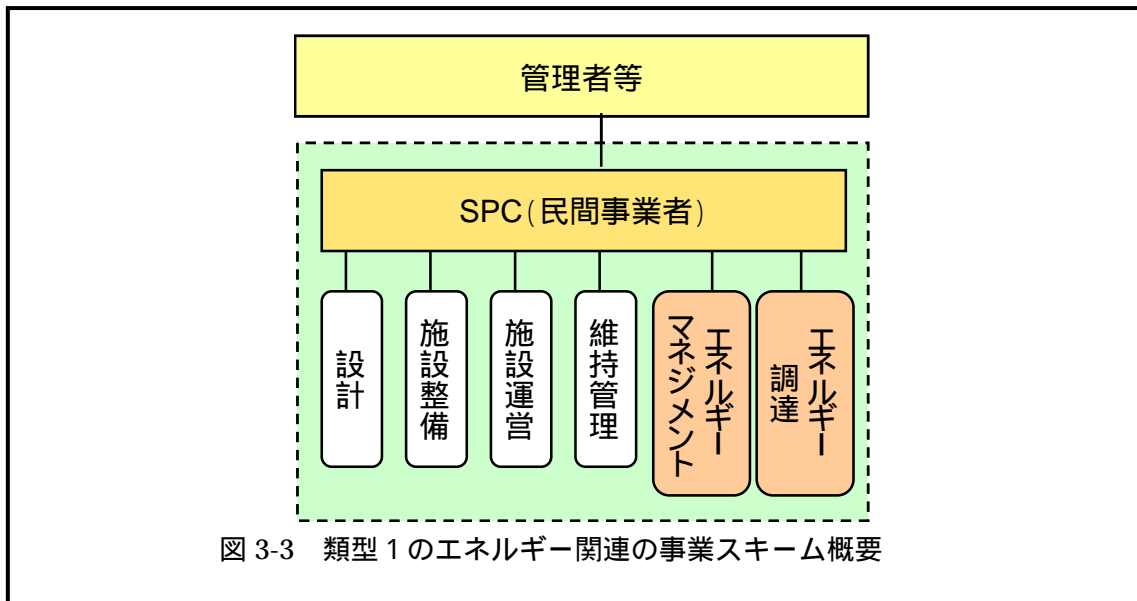 管理者等
SPC(民間事業者)
設計
施設整備
施設運営
維持管理
エネルギー
マネジメント
エネルギー
調達
図 3-3 類型 1 のエネルギー関連の事業スキーム概要